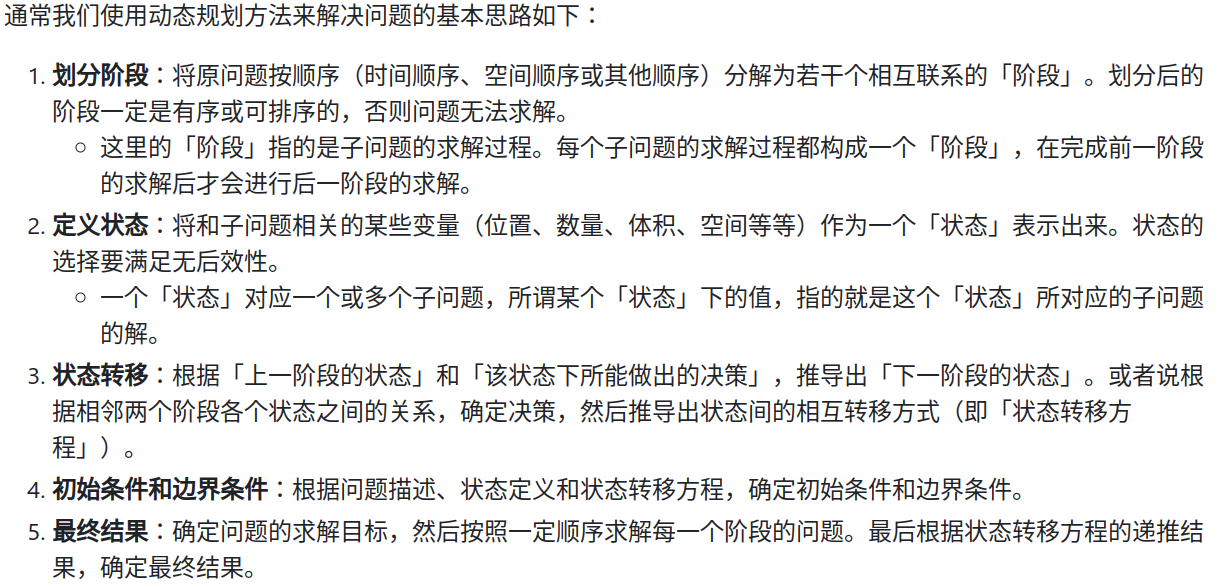 通常我们使用动态规划方法来解决问题的基本思路如下：
1. 划分阶段：将原问题按顺序（时间顺序、空间顺序或其他顺序）分解为若干个相互联系的「阶段」。划分后的
阶段一定是有序或可排序的，否则问题无法求解。
○ 这里的「阶段」指的是子问题的求解过程。每个子问题的求解过程都构成一个「阶段」，在完成前一阶段
的求解后才会进行后一阶段的求解。
2. 定义状态：将和子问题相关的某些变量（位置、数量、体积、空间等等）作为一个「状态」表示出来。状态的
选择要满足无后效性。
○ 一个「状态」对应一个或多个子问题，所谓某个「状态」下的值，指的就是这个「状态」所对应的子问题
的解。
3. 状态转移：根据「上一阶段的状态」和「该状态下所能做出的决策」，推导出「下一阶段的状态」。或者说根
据相邻两个阶段各个状态之间的关系，确定决策，然后推导出状态间的相互转移方式（即「状态转移方
程」）。
4. 初始条件和边界条件：根据问题描述、状态定义和状态转移方程，确定初始条件和边界条件。
5. 最终结果：确定问题的求解目标，然后按照一定顺序求解每一个阶段的问题。最后根据状态转移方程的递推结
果，确定最终结果。